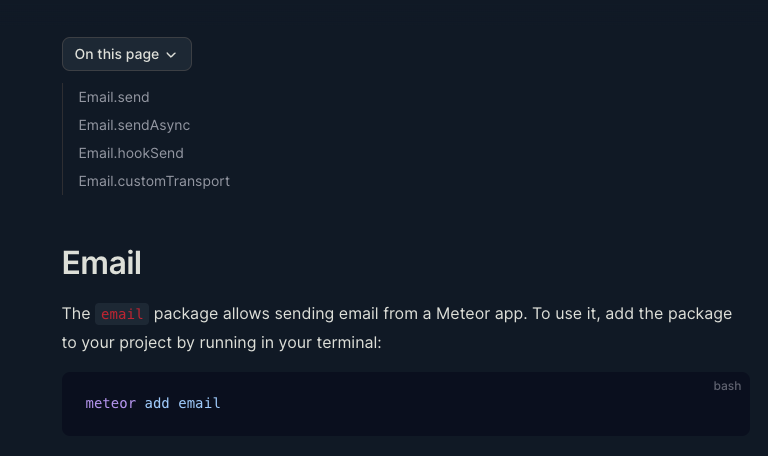 On this page
Email.send
Email.sendAsync
Email.hookSend
Email.customTransport
Email
The email package allows sending email from a Meteor app. To use it, add the package
to your project by running in your terminal:
bash
meteor add email